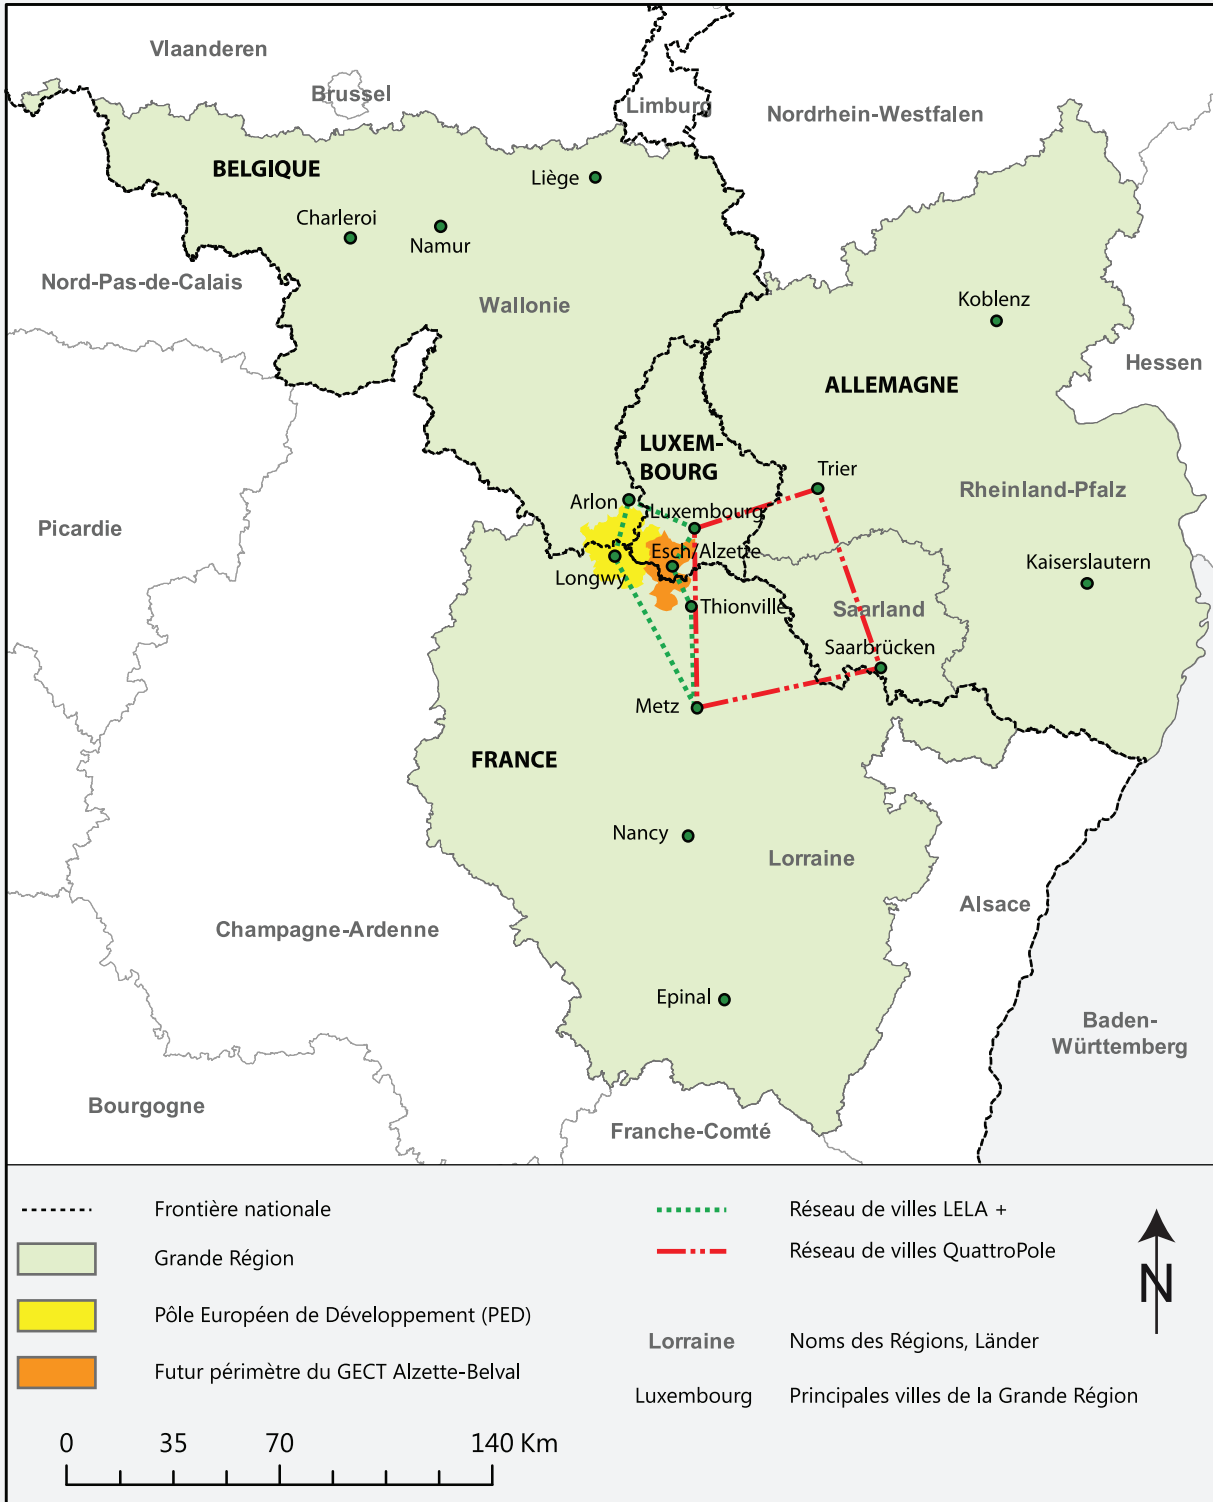 Vlaanderen
Brussel
Limburg
Nordrhein-Westfalen
BELGIQUE
Liège
Charleroi
Namur
Nord-Pas-de-Calais
Wallonie
Koblenz
Hessen
ALLEMAGNE
LUXEM-
BOURG
Trier
Arlon
Rheinland-Pfalz
Luxembourg
Picardie
Esch/Alzette
Longwy
Kaiserslautern
Thionville
Saarland
Saarbrücken
Metz
FRANCE
Nancy
Lorraine
Alsace
Champagne-Ardenne
Epinal
Baden-
Württemberg
Bourgogne
Franche-Comté
Frontière nationale
Grande Région
Pôle Européen de Développement (PED)
Futur périmètre du GECT Alzette-Belval
0 35 70 140 Km
Réseau de villes LELA +
Réseau de villes QuattroPole
Lorraine Noms des Régions, Länder
Luxembourg Principales villes de la Grande Région
N